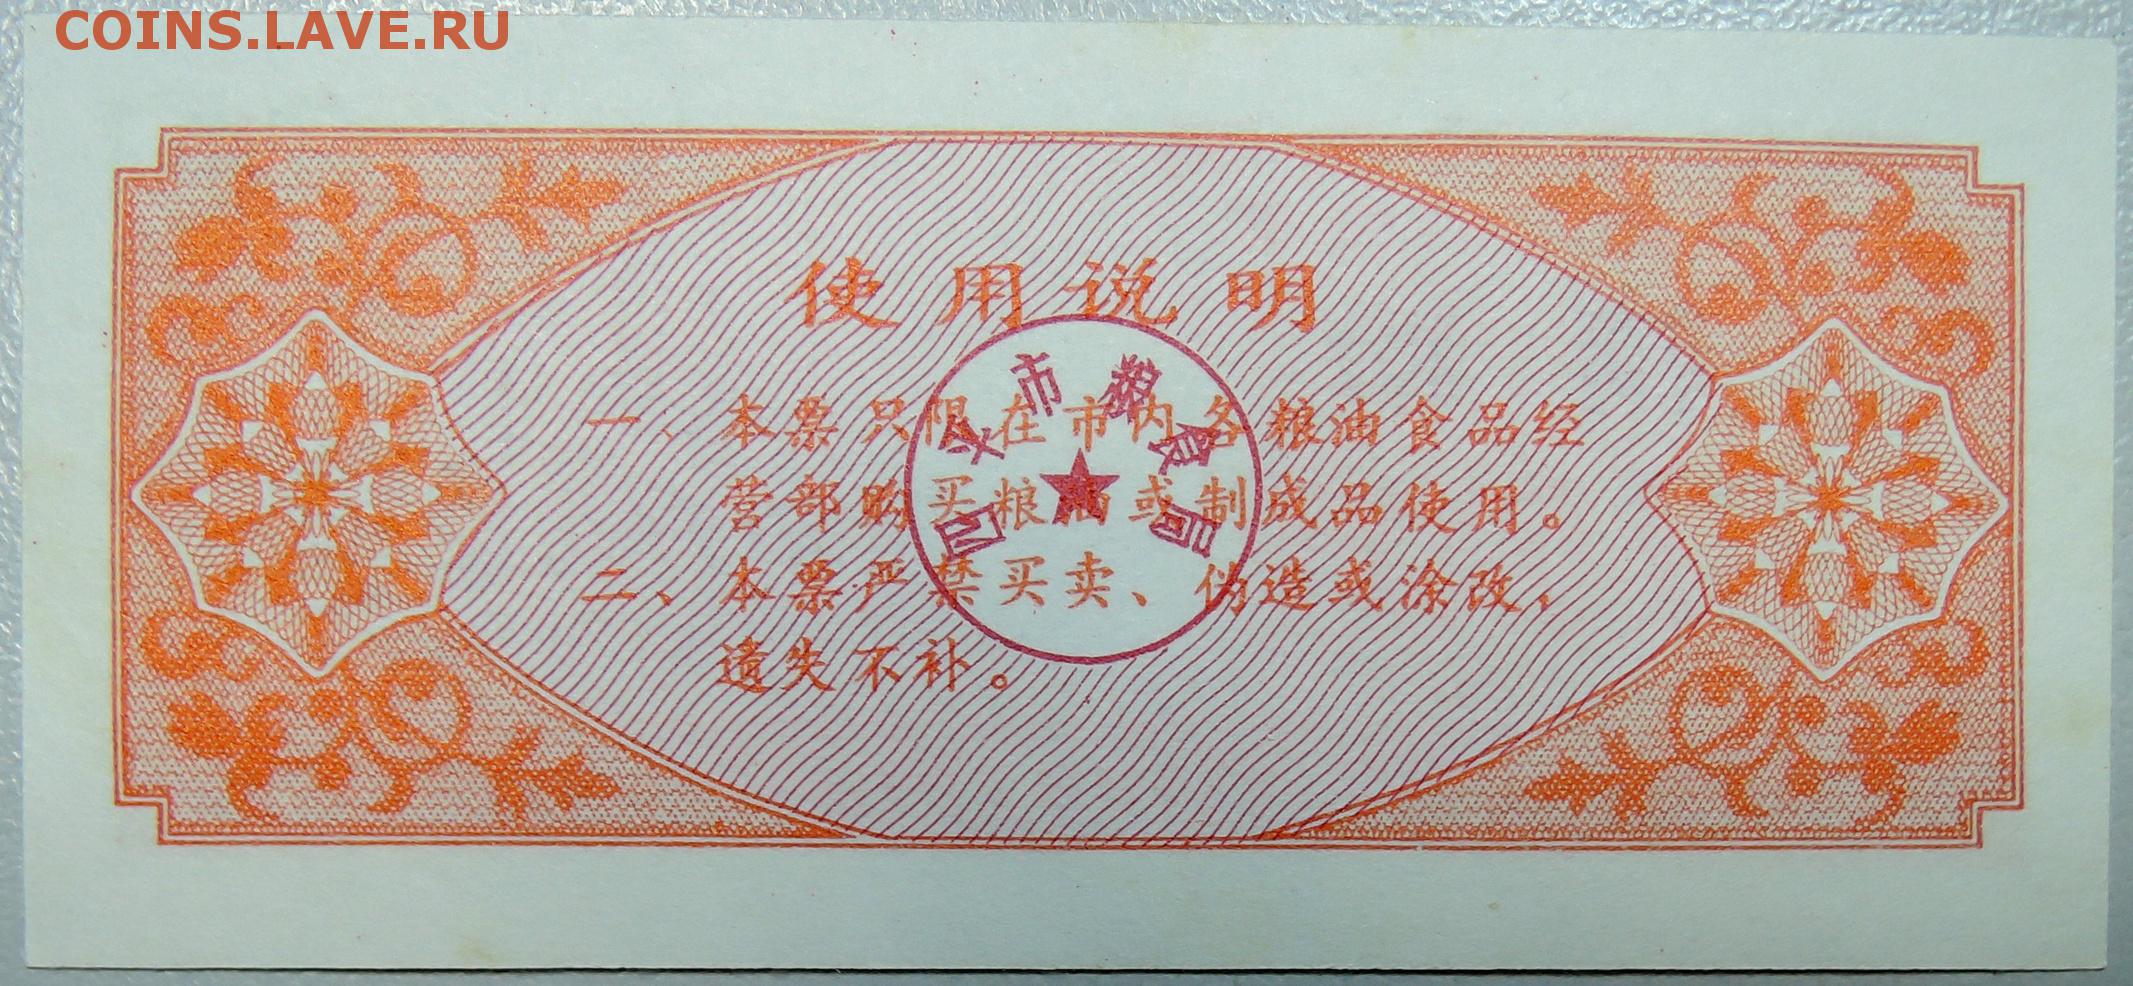 COINS.LAVE.RU
使用说明
一、本票只限在市内各粮油食品经
营部购买粮油或制成品使用。
二、本票严禁买卖、伪造或涂改，
遗失不补。
四平市粮食局